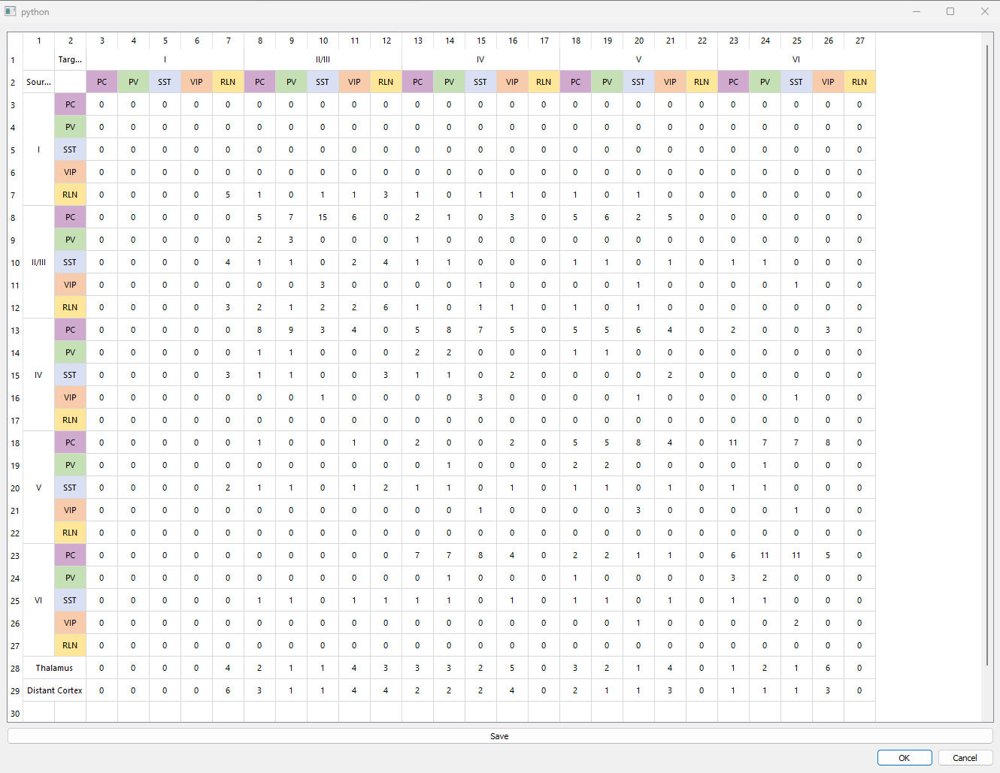 python
1 2 3 4 5 6 7 8 9 10 11 12 13 14 15 16 17 18 19 20 21 22 23 24 25 26 27
1 Targ... I II/III IV V VI
2 Sour... PC PV SST VIP RLN PC PV SST VIP RLN PC PV SST VIP RLN PC PV SST VIP RLN PC PV SST VIP RLN
3 PC 0 0 0 0 0 0 0 0 0 0 0 0 0 0 0 0 0 0 0 0 0 0 0 0 0
4 PV 0 0 0 0 0 0 0 0 0 0 0 0 0 0 0 0 0 0 0 0 0 0 0 0 0
5 I SST 0 0 0 0 0 0 0 0 0 0 0 0 0 0 0 0 0 0 0 0 0 0 0 0 0
6 VIP 0 0 0 0 0 0 0 0 0 0 0 0 0 0 0 0 0 0 0 0 0 0 0 0 0
7 RLN 0 0 0 0 5 1 0 1 1 3 1 0 1 1 0 1 0 1 0 0 0 0 0 0 0
8 PC 0 0 0 0 0 5 7 15 6 0 2 1 0 3 0 5 6 2 5 0 0 0 0 0 0
9 PV 0 0 0 0 0 2 3 0 0 0 1 0 0 0 0 0 0 0 0 0 0 0 0 0 0
10 II/III SST 0 0 0 0 4 1 1 0 2 4 1 1 0 0 0 1 1 0 1 0 1 1 0 0 0
11 VIP 0 0 0 0 0 0 0 3 0 0 0 0 1 0 0 0 0 1 0 0 0 0 1 0 0
12 RLN 0 0 0 0 3 2 1 2 2 6 1 0 1 1 0 1 0 1 0 0 0 0 0 0 0
13 PC 0 0 0 0 0 8 9 3 4 0 5 8 7 5 0 5 5 6 4 0 2 0 0 3 0
14 PV 0 0 0 0 0 1 1 0 0 0 2 2 0 0 0 1 1 0 0 0 0 0 0 0 0
15 IV SST 0 0 0 0 3 1 1 0 0 3 1 1 0 2 0 0 0 0 2 0 0 0 0 0 0
16 VIP 0 0 0 0 0 0 0 1 0 0 0 0 3 0 0 0 0 1 0 0 0 0 1 0 0
17 RLN 0 0 0 0 0 0 0 0 0 0 0 0 0 0 0 0 0 0 0 0 0 0 0 0 0
18 PC 0 0 0 0 0 1 0 0 1 0 2 0 0 2 0 5 5 8 4 0 11 7 7 8 0
19 PV 0 0 0 0 0 0 0 0 0 0 0 1 0 0 0 2 2 0 0 0 0 1 0 0 0
20 V SST 0 0 0 0 2 1 1 0 1 2 1 1 0 1 0 1 1 0 1 0 1 1 0 0 0
21 VIP 0 0 0 0 0 0 0 0 0 0 0 0 1 0 0 0 0 3 0 0 0 0 1 0 0
22 RLN 0 0 0 0 0 0 0 0 0 0 0 0 0 0 0 0 0 0 0 0 0 0 0 0 0
23 PC 0 0 0 0 0 0 0 0 0 0 7 7 8 4 0 2 2 1 1 0 6 11 11 5 0
24 PV 0 0 0 0 0 0 0 0 0 0 0 1 0 0 0 1 0 0 0 0 3 2 0 0 0
25 VI SST 0 0 0 0 0 1 1 0 1 1 1 1 0 1 0 1 1 0 1 0 1 1 0 0 0
26 VIP 0 0 0 0 0 0 0 0 0 0 0 0 0 0 0 0 0 1 0 0 0 0 2 0 0
27 RLN 0 0 0 0 0 0 0 0 0 0 0 0 0 0 0 0 0 0 0 0 0 0 0 0 0
28 Thalamus 0 0 0 0 4 2 1 1 4 3 3 3 2 5 0 3 2 1 4 0 1 2 1 6 0
29 Distant Cortex 0 0 0 0 6 3 1 1 4 4 2 2 2 4 0 2 1 1 3 0 1 1 1 3 0
30
Save
OK Cancel